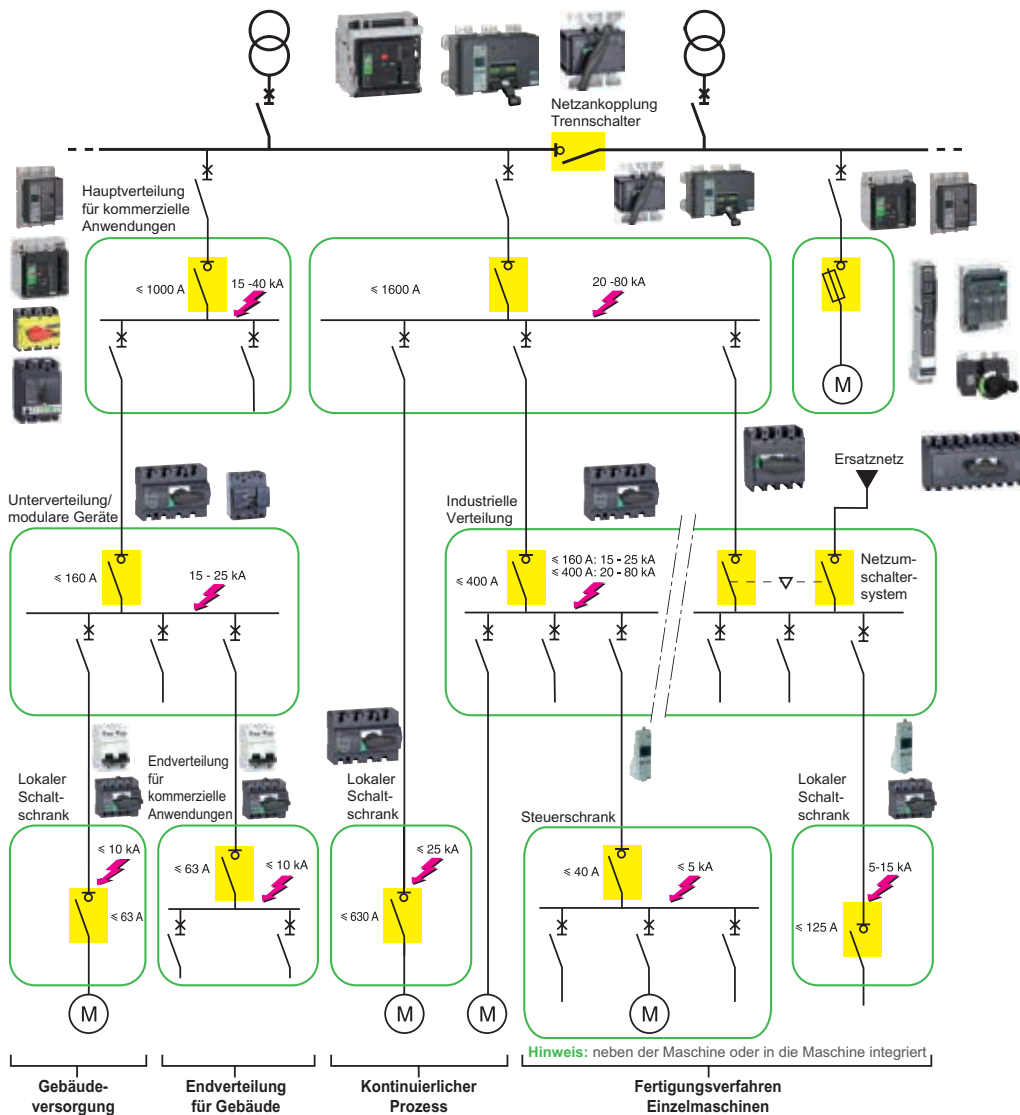 Netzankopplung
Trennschalter
Hauptverteilung
für kommerzielle
Anwendungen
⩽ 1000 A
15 -40 kA
⩽ 1600 A
20 -80 kA
M
Ersatznetz
Unterverteilung/
modulare Geräte
Industrielle
Verteilung
⩽ 160 A
15 - 25 kA
⩽ 400 A
⩽ 160 A: 15 - 25 kA
⩽ 400 A: 20 - 80 kA
Netzum-
schalter-
system
Lokaler
Schalt-
schrank
Endverteilung
für
kommerzielle
Anwendungen
Lokaler
Schalt-
schrank
Steuerschrank
Lokaler
Schalt-
schrank
⩽ 10 kA
⩽ 63 A
⩽ 63 A
⩽ 10 kA
⩽ 25 kA
⩽ 630 A
⩽ 40 A
⩽ 5 kA
5-15 kA
⩽ 125 A
M
M
M
M
Hinweis: neben der Maschine oder in die Maschine integriert
Gebäude-
versorgung
Endverteilung
für Gebäude
Kontinuierlicher
Prozess
Fertigungsverfahren
Einzelmaschinen